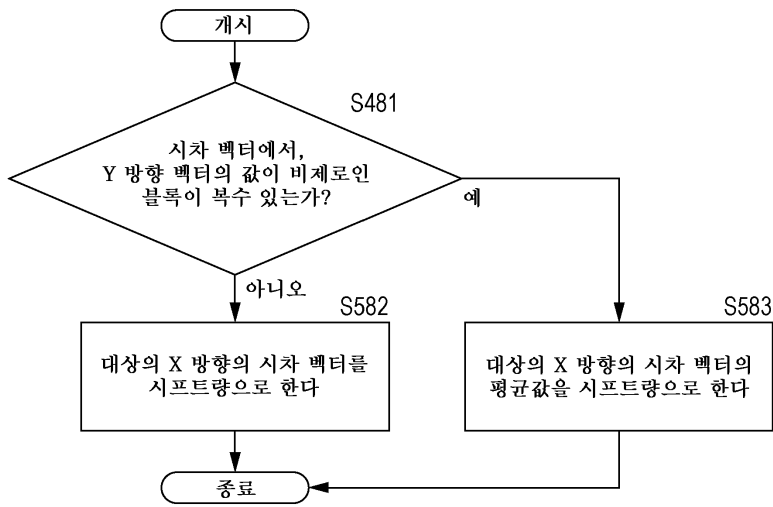 개시
S481
시차 벡터에서,
Y 방향 벡터의 값이 비제로인
블록이 복수 있는가?
예
아니오
S582
대상의 X 방향의 시차 벡터를
시프트량으로 한다
S583
대상의 X 방향의 시차 벡터의
평균값을 시프트량으로 한다
종료